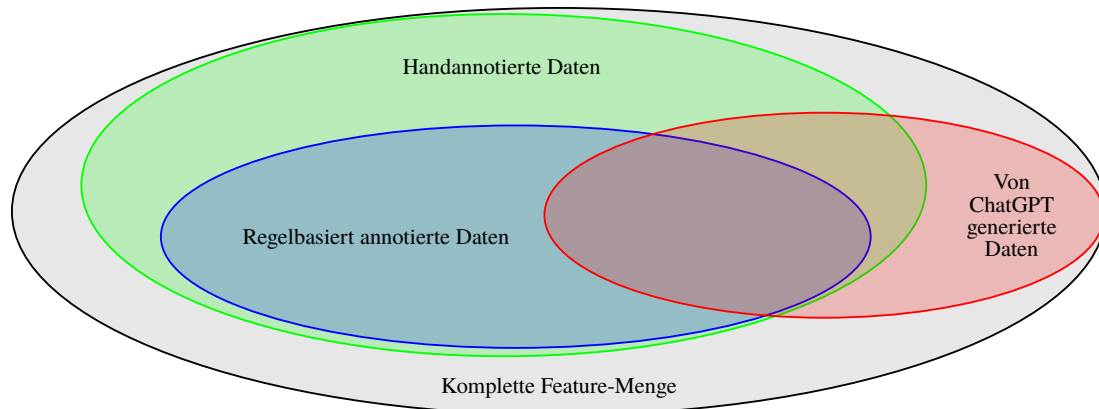 Handannotierte Daten
Regelbasiert annotierte Daten
Von
ChatGPT
generierte
Daten
Komplette Feature-Menge